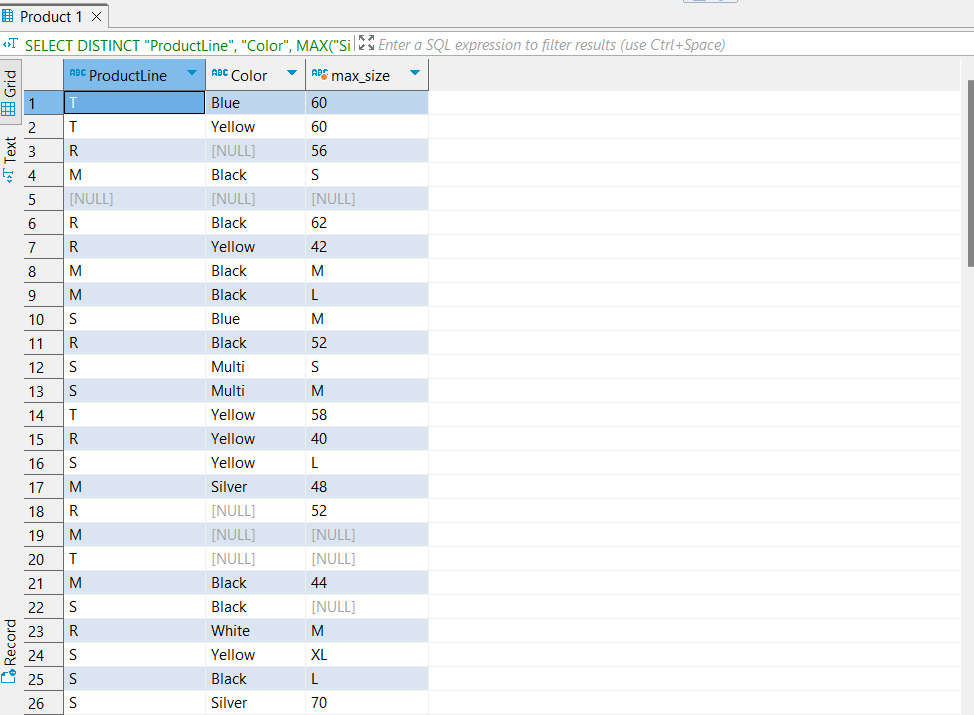 Product 1
SELECT DISTINCT "ProductLine", "Color", MAX("Si
Enter a SQL expression to filter results (use Ctrl+Space)
Grid
Text
Record
ABC ProductLine ABC Color ABC max_size
1 T Blue 60
2 T Yellow 60
3 R [NULL] 56
4 M Black S
5 [NULL] [NULL] [NULL]
6 R Black 62
7 R Yellow 42
8 M Black M
9 M Black L
10 S Blue M
11 R Black 52
12 S Multi S
13 S Multi M
14 T Yellow 58
15 R Yellow 40
16 S Yellow L
17 M Silver 48
18 R [NULL] 52
19 M [NULL] [NULL]
20 T [NULL] [NULL]
21 M Black 44
22 S Black [NULL]
23 R White M
24 S Yellow XL
25 S Black L
26 S Silver 70